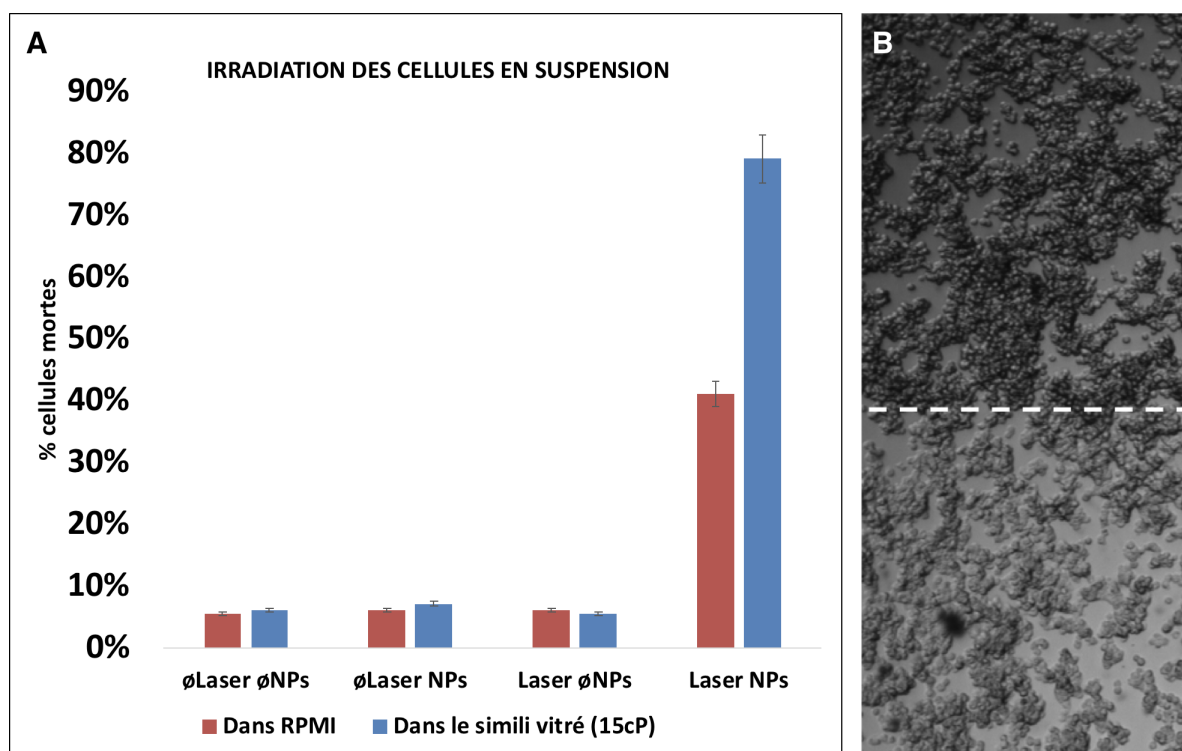 A
IRRADIATION DES CELLULES EN SUSPENSION
90%
80%
70%
60%
50%
40%
30%
20%
10%
0%
% cellules mortes
øLaser øNPs
øLaser NPs
Laser øNPs
Laser NPs
Dans RPMI
Dans le simili vitré (15cP)
B